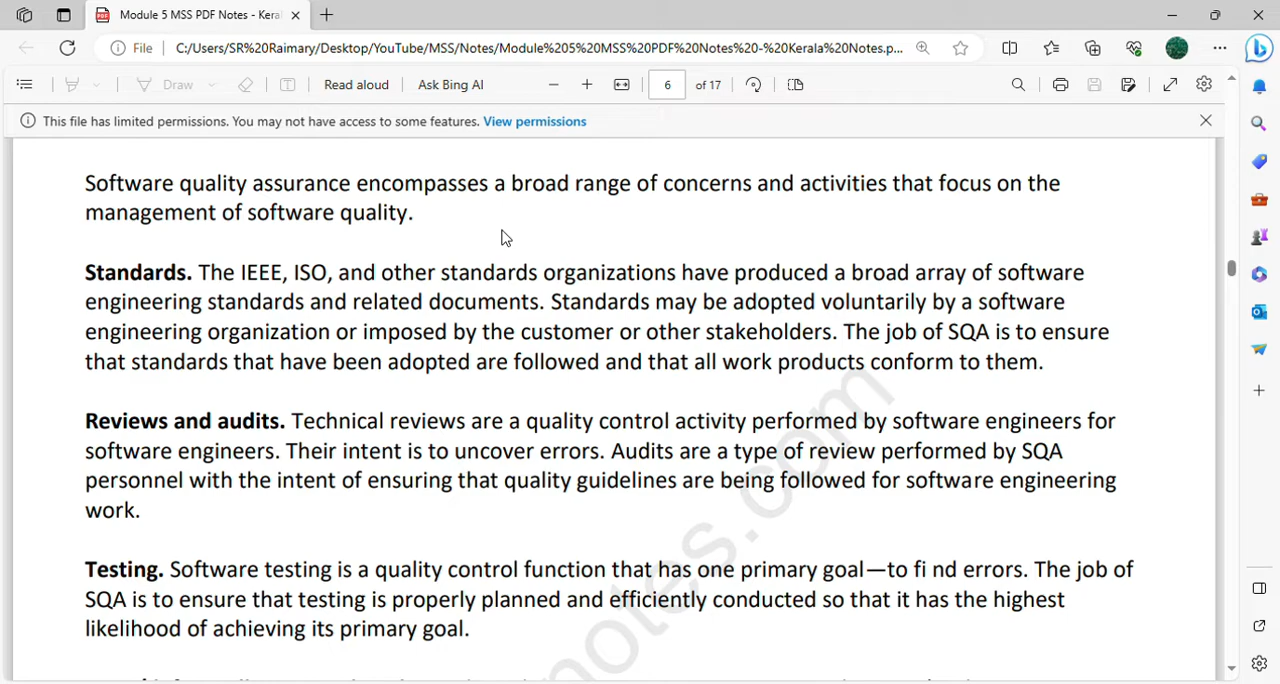 Module 5 MSS PDF Notes - Kera
File
C:/Users/SR%20Raimary/Desktop/YouTube/MSS/Notes/Module%205%20MSS%20PDF%20Notes%20-%20Kerala%20Notes.p...
Draw
Read aloud
Ask Bing AI
6
of 17
This file has limited permissions. You may not have access to some features. View permissions
Software quality assurance encompasses a broad range of concerns and activities that focus on the
management of software quality.
Standards. The IEEE, ISO, and other standards organizations have produced a broad array of software
engineering standards and related documents. Standards may be adopted voluntarily by a software
engineering organization or imposed by the customer or other stakeholders. The job of SQA is to ensure
that standards that have been adopted are followed and that all work products conform to them.
Reviews and audits. Technical reviews are a quality control activity performed by software engineers for
software engineers. Their intent is to uncover errors. Audits are a type of review performed by SQA
personnel with the intent of ensuring that quality guidelines are being followed for software engineering
work.
Testing. Software testing is a quality control function that has one primary goal—to fi nd errors. The job of
SQA is to ensure that testing is properly planned and efficiently conducted so that it has the highest
likelihood of achieving its primary goal.
notes.com